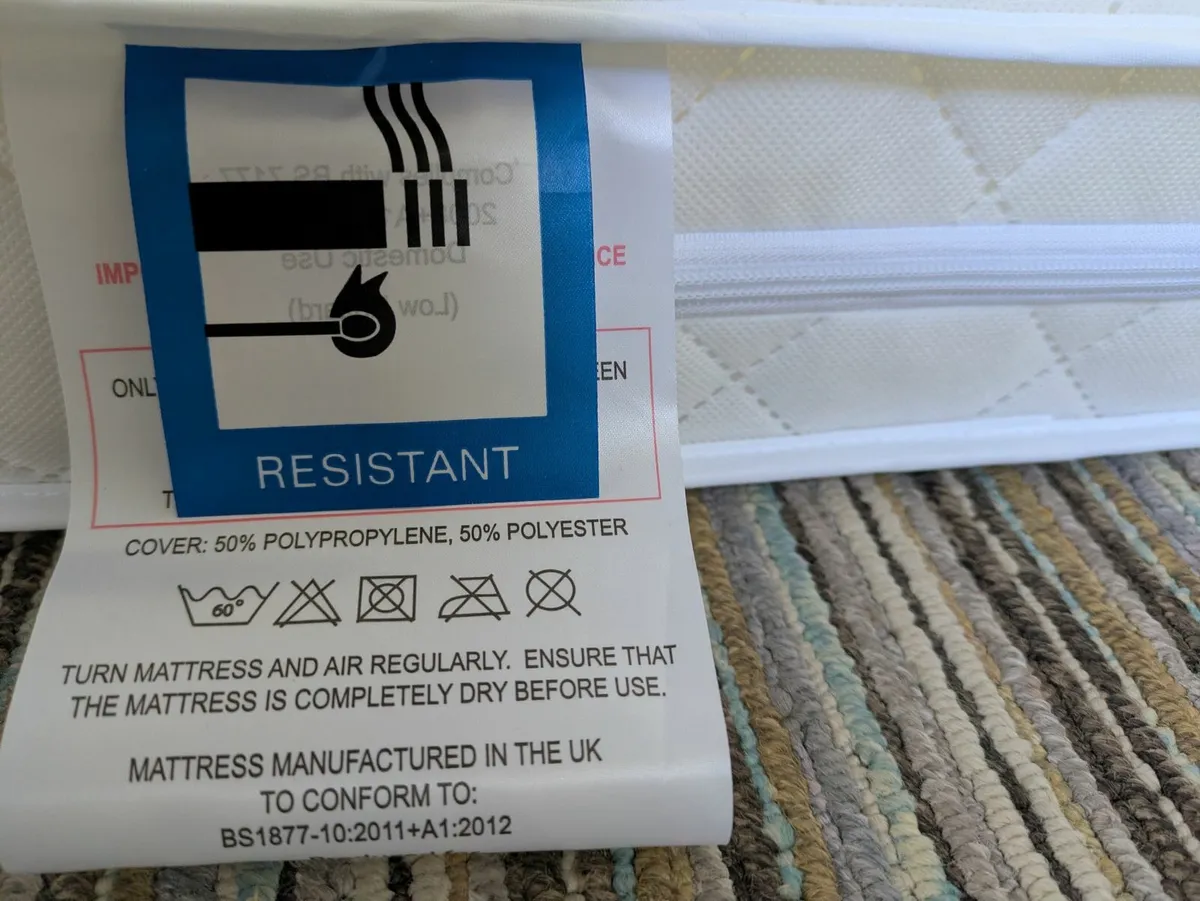 IMP CE
ONL EEN
RESISTANT
T
COVER: 50% POLYPROPYLENE, 50% POLYESTER
60°
TURN MATTRESS AND AIR REGULARLY. ENSURE THAT
THE MATTRESS IS COMPLETELY DRY BEFORE USE.
MATTRESS MANUFACTURED IN THE UK
TO CONFORM TO:
BS1877-10:2011+A1:2012